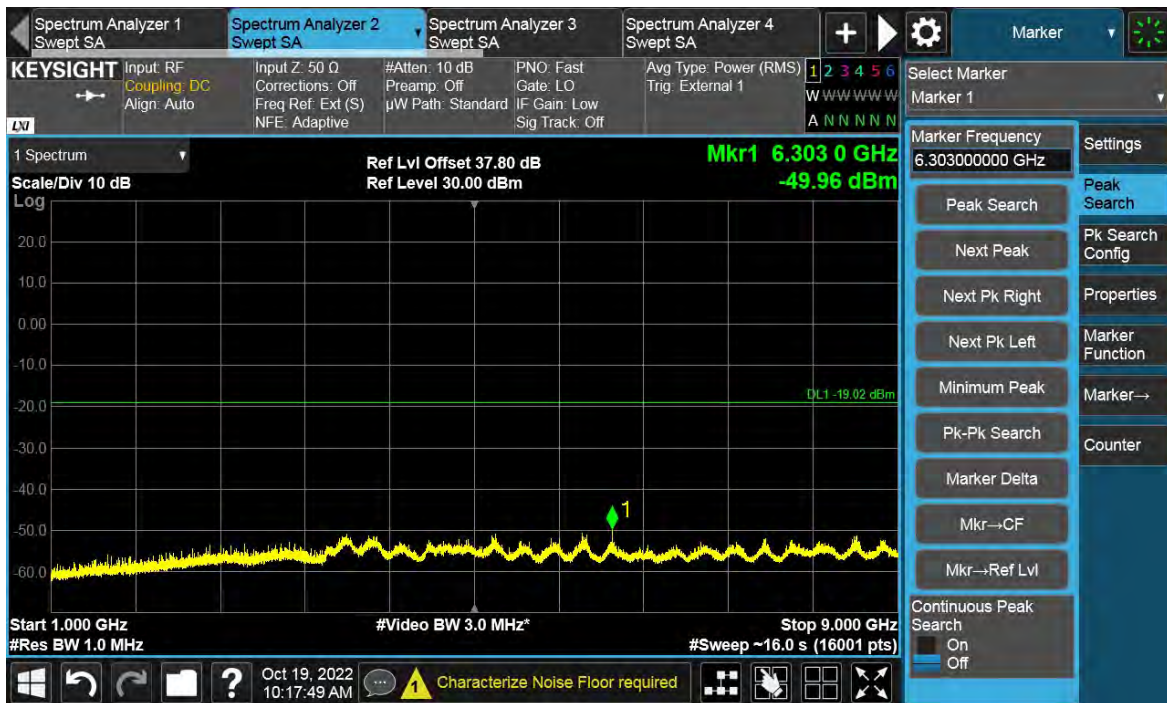 Spectrum Analyzer 1
Swept SA
Spectrum Analyzer 2
Swept SA
Spectrum Analyzer 3
Swept SA
Spectrum Analyzer 4
Swept SA
+
Marker
KEYSIGHT
LXI
Input: RF
Coupling: DC
Align: Auto
Input Z: 50 Ω
Corrections: Off
Freq Ref: Ext (S)
NFE: Adaptive
#Atten: 10 dB
Preamp: Off
µW Path: Standard
PNO: Fast
Gate: LO
IF Gain: Low
Sig Track: Off
Avg Type: Power (RMS)
Trig: External 1
1 2 3 4 5 6
W W W W W W
A N N N N N
Select Marker
Marker 1
1 Spectrum
Scale/Div 10 dB
Log
Ref Lvl Offset 37.80 dB
Ref Level 30.00 dBm
Mkr1 6.303 0 GHz
-49.96 dBm
20.0
10.0
0.00
-10.0
-20.0
-30.0
-40.0
-50.0
-60.0
DL1 -19.02 dBm
1
Start 1.000 GHz
#Res BW 1.0 MHz
#Video BW 3.0 MHz*
Stop 9.000 GHz
#Sweep ~16.0 s (16001 pts)
Marker Frequency
6.303000000 GHz
Peak Search
Next Peak
Next Pk Right
Next Pk Left
Minimum Peak
Pk-Pk Search
Marker Delta
Mkr→CF
Mkr→Ref Lvl
Continuous Peak
Search
On
Off
Settings
Peak
Search
Pk Search
Config
Properties
Marker
Function
Marker→
Counter
?
Oct 19, 2022
10:17:49 AM
1
Characterize Noise Floor required